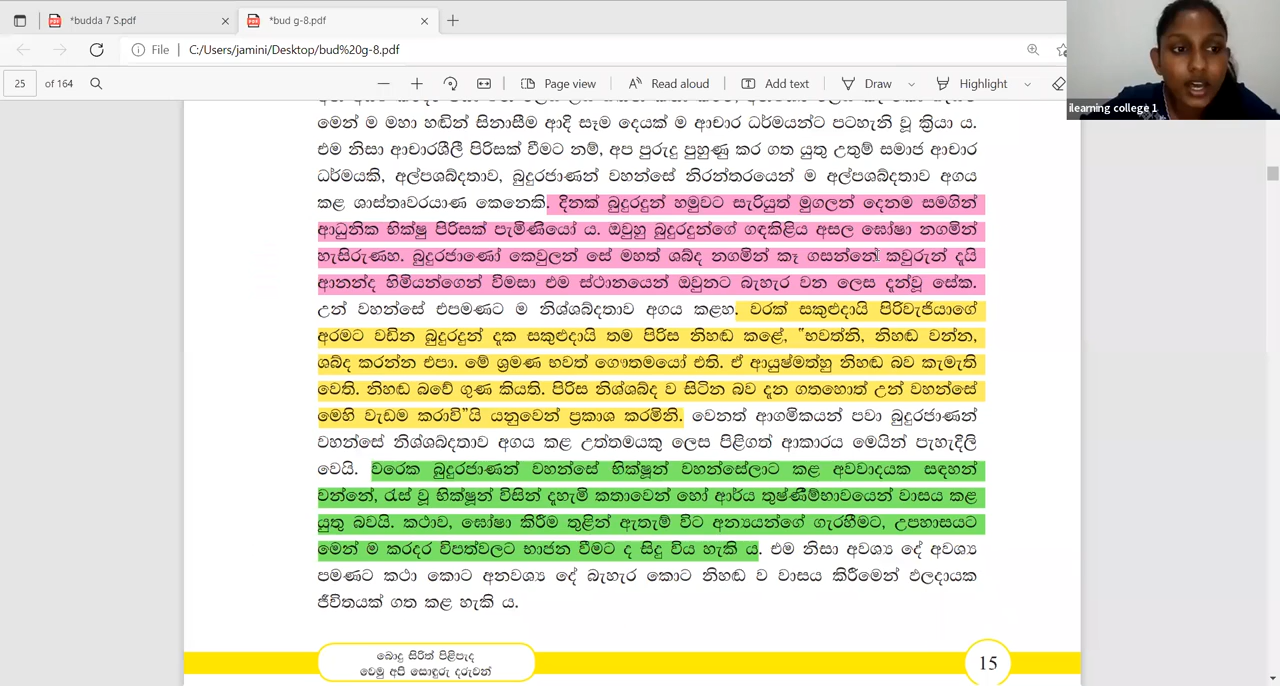 *budda 7 S.pdf
*bud g-8.pdf
File
C:/Users/jamini/Desktop/bud%20g-8.pdf
25 of 164
Page view
Read aloud
Add text
Draw
Highlight
ilearning college 1
මෙන් ම මහා හඬින් සිනාසීම ආදි සෑම දෙයක් ම ආචාර ධර්මයන්ට පටහැනි වූ ක්‍රියා ය.
එම නිසා ආචාරශීලී පිරිසක් වීමට නම්, අප පුරුදු පුහුණු කර ගත යුතු උතුම් සමාජ ආචාර
ධර්මයකි, අල්පශබ්දතාව, බුදුරජාණන් වහන්සේ නිරන්තරයෙන් ම අල්පශබ්දතාව අගය
කළ ශාස්තෘවරයාණ කෙනෙකි. දිනක් බුදුරදුන් හමුවට සැරියුත් මුගලන් දෙනම සමගින්
ආධුනික භික්ෂු පිරිසක් පැමිණියෝ ය. ඔවුහු බුදුරදුන්ගේ ගඳකිළිය අසල ඝෝෂා නගමින්
හැසිරුණහ. බුදුරජාණෝ කෙවුලන් සේ මහත් ශබ්ද නගමින් කෑ ගසන්නේ කවුරුන් දැයි
ආනන්ද හිමියන්ගෙන් විමසා එම ස්ථානයෙන් ඔවුනට බැහැර වන ලෙස දැන්වූ සේක.
උන් වහන්සේ එපමණට ම නිශ්ශබ්දතාව අගය කළහ. වරක් සකුළුදායි පිරිවැජියාගේ
අරමට වඩින බුදුරදුන් දැක සකුළුදායි තම පිරිස නිහඬ කළේ, "භවත්නි, නිහඬ වන්න,
ශබ්ද කරන්න එපා. මේ ශ්‍රමණ භවත් ගෞතමයෝ එති. ඒ ආයුෂ්මත්හු නිහඬ බව කැමැති
වෙති. නිහඬ බවේ ගුණ කියති. පිරිස නිශ්ශබ්ද ව සිටින බව දැන ගතහොත් උන් වහන්සේ
මෙහි වැඩම කරාවි"යි යනුවෙන් ප්‍රකාශ කරමිනි. වෙනත් ආගමිකයන් පවා බුදුරජාණන්
වහන්සේ නිශ්ශබ්දතාව අගය කළ උත්තමයකු ලෙස පිළිගත් ආකාරය මෙයින් පැහැදිලි
වෙයි. වරෙක බුදුරජාණන් වහන්සේ භික්ෂූන් වහන්සේලාට කළ අවවාදයක සඳහන්
වන්නේ, රැස් වූ භික්ෂූන් විසින් දැහැමි කතාවෙන් හෝ ආර්ය තුෂ්ණීම්භාවයෙන් වාසය කළ
යුතු බවයි. කථාව, ඝෝෂා කිරීම තුළින් ඇතැම් විට අන්‍යයන්ගේ ගැරහීමට, උපහාසයට
මෙන් ම කරදර විපත්වලට භාජන වීමට ද සිදු විය හැකි ය. එම නිසා අවශ්‍ය දේ අවශ්‍ය
පමණට කථා කොට අනවශ්‍ය දේ බැහැර කොට නිහඬ ව වාසය කිරීමෙන් ඵලදායක
ජීවිතයක් ගත කළ හැකි ය.
බොදු සිරිත් පිළිපැද
වෙමු අපි සොඳුරු දරුවන්
15